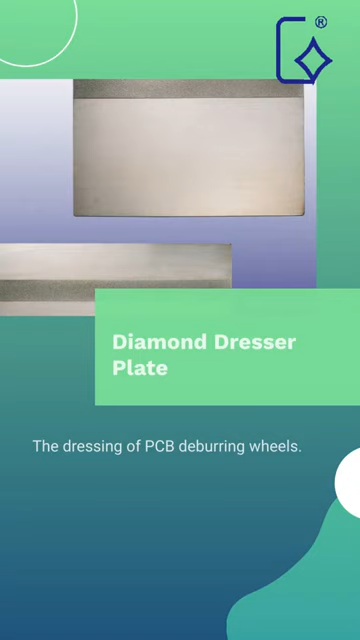 ®
Diamond Dresser
Plate
The dressing of PCB deburring wheels.